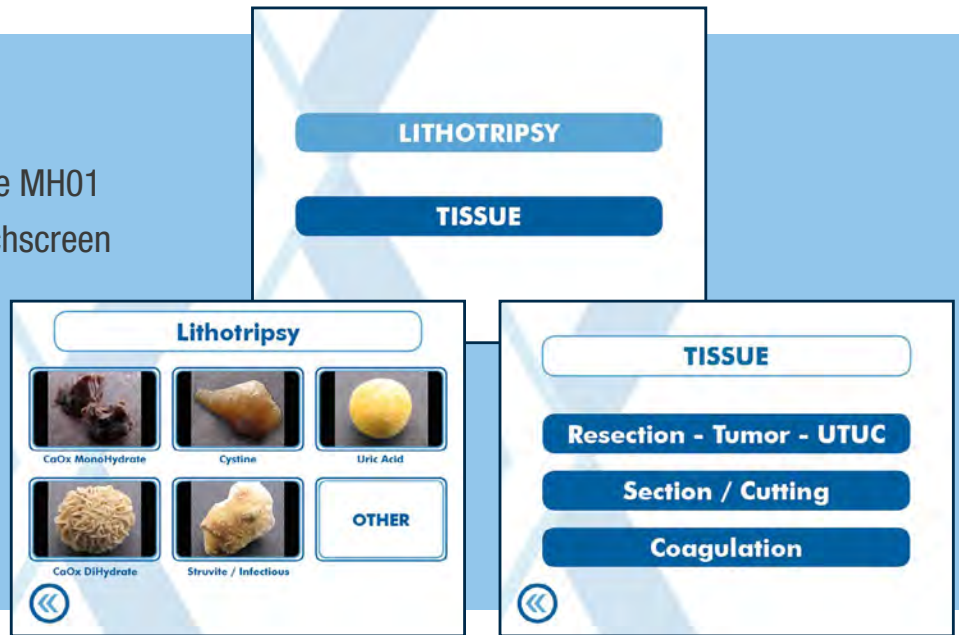 LITHOTRIPSY
TISSUE
MH01
Lithotripsy
CaOx MonoHydrate
Cystine
Uric Acid
CaOx DiHydrate
Struvite / Infectious
OTHER
TISSUE
Resection - Tumor - UTUC
Section / Cutting
Coagulation